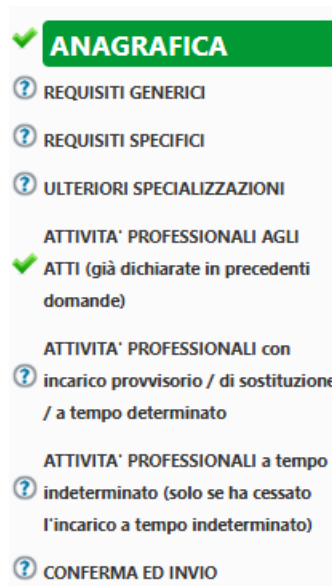 ANAGRAFICA
REQUISITI GENERICI
REQUISITI SPECIFICI
ULTERIORI SPECIALIZZAZIONI
ATTIVITA' PROFESSIONALI AGLI
ATTI (già dichiarate in precedenti
domande)
ATTIVITA' PROFESSIONALI con
incarico provvisorio / di sostituzione
/ a tempo determinato
ATTIVITA' PROFESSIONALI a tempo
indeterminato (solo se ha cessato
l'incarico a tempo indeterminato)
CONFERMA ED INVIO